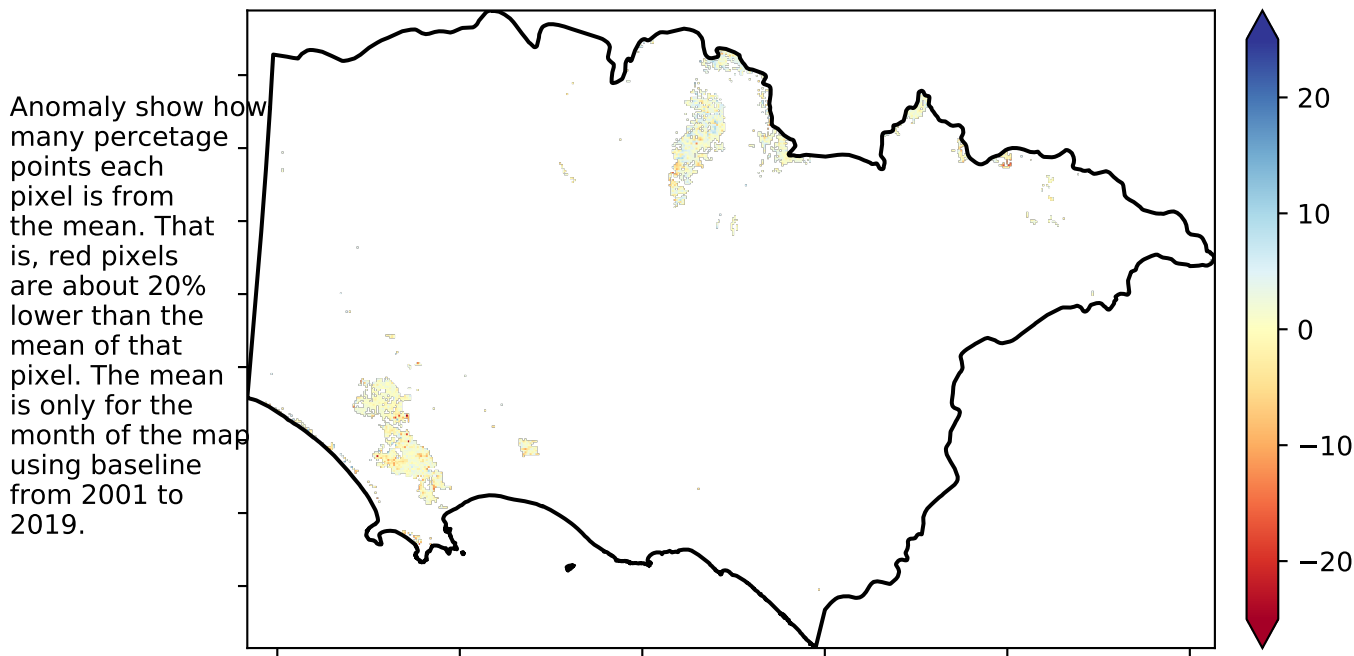 Anomaly show how
many percetage
points each
pixel is from
the mean. That
is, red pixels
are about 20%
lower than the
mean of that
pixel. The mean
is only for the
month of the map
using baseline
from 2001 to
2019.
20
10
0
−10
−20